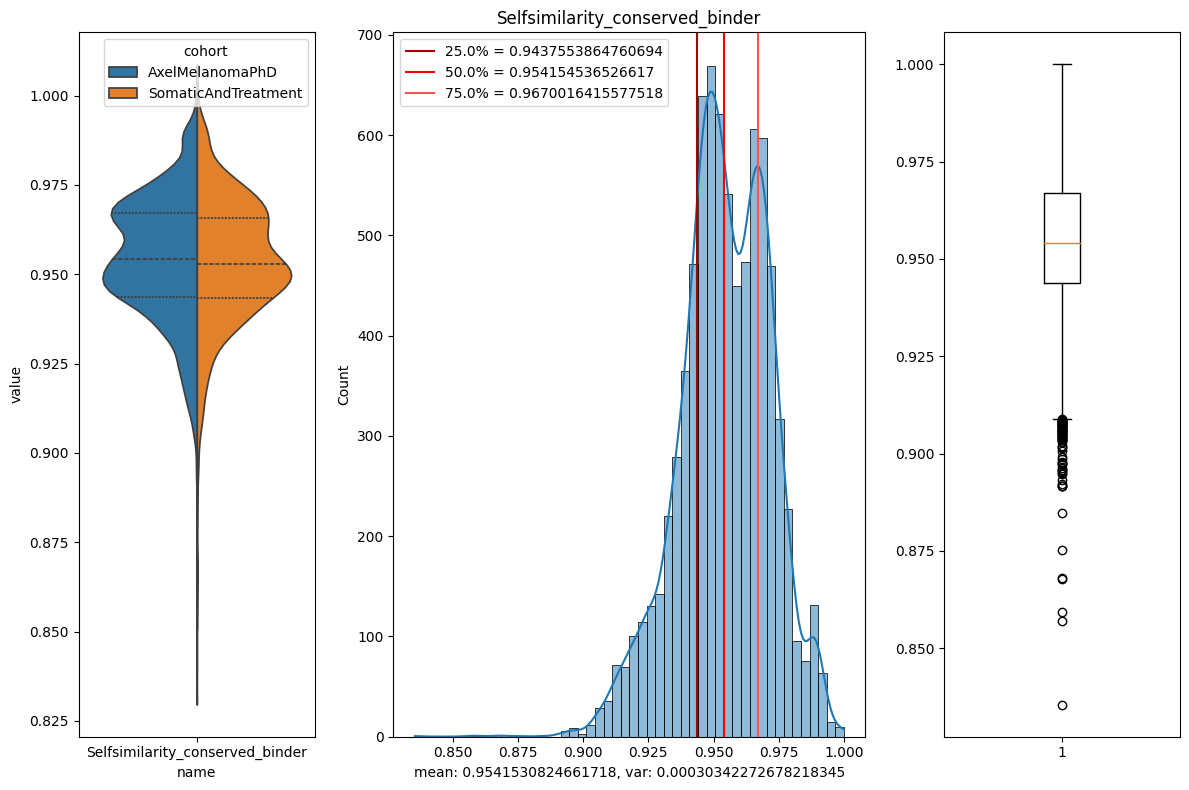 Selfsimilarity_conserved_binder
cohort
AxelMelanomaPhD
SomaticAndTreatment
1.000
0.975
0.950
0.925
0.900
0.875
0.850
0.825
value
Selfsimilarity_conserved_binder
name
25.0% = 0.9437553864760694
50.0% = 0.954154536526617
75.0% = 0.9670016415577518
700
600
500
400
300
200
100
0
Count
0.850 0.875 0.900 0.925 0.950 0.975 1.000
mean: 0.9541530824661718, var: 0.000303422726782183​45
1.000
0.975
0.950
0.925
0.900
0.875
0.850
1